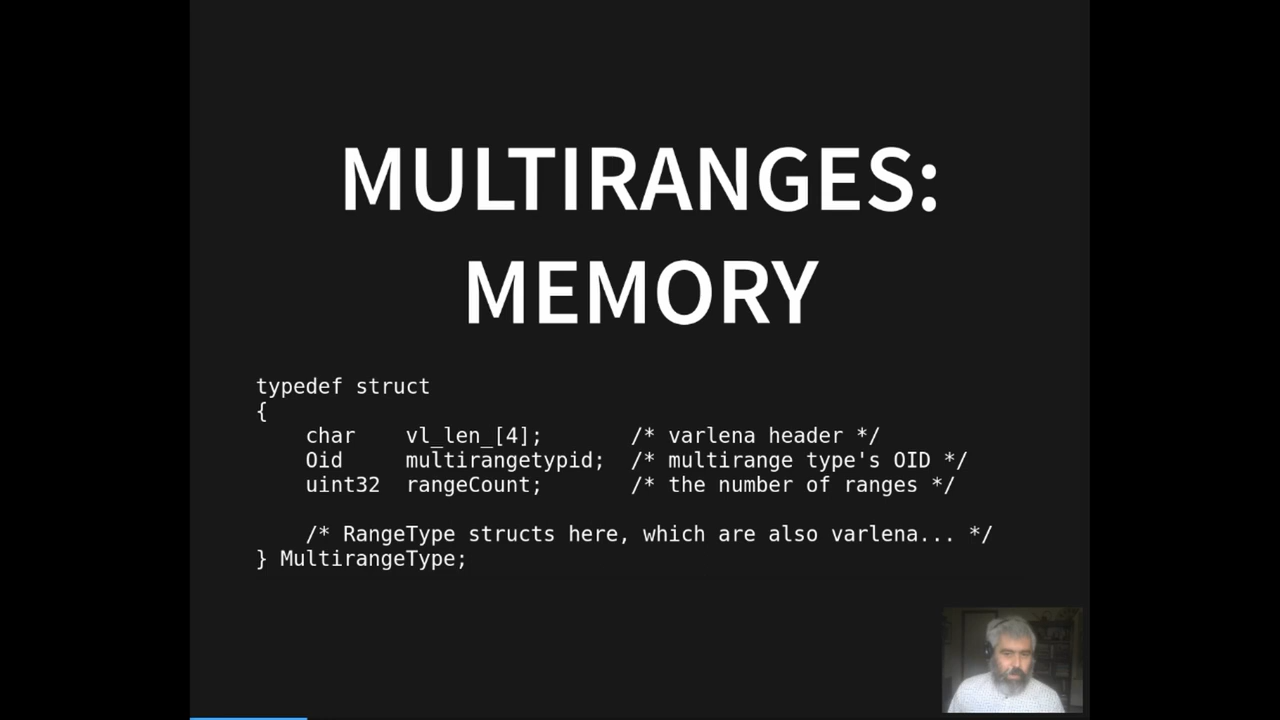 MULTIRANGES:
MEMORY
typedef struct
{
    char    vl_len_[4];       /* varlena header */
    Oid     multirangetypid;  /* multirange type's OID */
    uint32  rangeCount;       /* the number of ranges */
    /* RangeType structs here, which are also varlena... */
} MultirangeType;